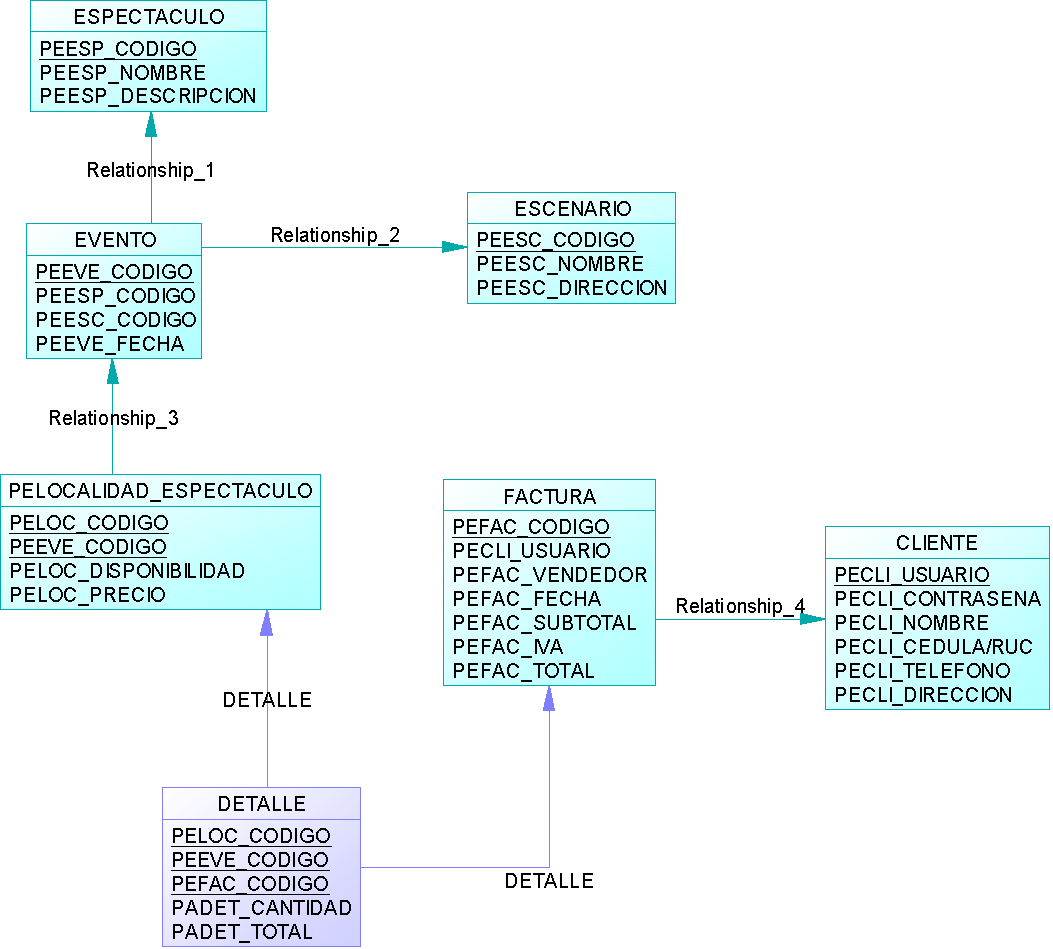 ESPECTACULO
PEESP_CODIGO
PEESP_NOMBRE
PEESP_DESCRIPCION
Relationship_1
EVENTO
PEEVE_CODIGO
PEESP_CODIGO
PEESC_CODIGO
PEEVE_FECHA
Relationship_2
ESCENARIO
PEESC_CODIGO
PEESC_NOMBRE
PEESC_DIRECCION
Relationship_3
PELOCALIDAD_ESPECTACULO
PELOC_CODIGO
PEEVE_CODIGO
PELOC_DISPONIBILIDAD
PELOC_PRECIO
FACTURA
PEFAC_CODIGO
PECLI_USUARIO
PEFAC_VENDEDOR
PEFAC_FECHA
PEFAC_SUBTOTAL
PEFAC_IVA
PEFAC_TOTAL
Relationship_4
CLIENTE
PECLI_USUARIO
PECLI_CONTRASENA
PECLI_NOMBRE
PECLI_CEDULA/RUC
PECLI_TELEFONO
PECLI_DIRECCION
DETALLE
DETALLE
PELOC_CODIGO
PEEVE_CODIGO
PEFAC_CODIGO
PADET_CANTIDAD
PADET_TOTAL
DETALLE